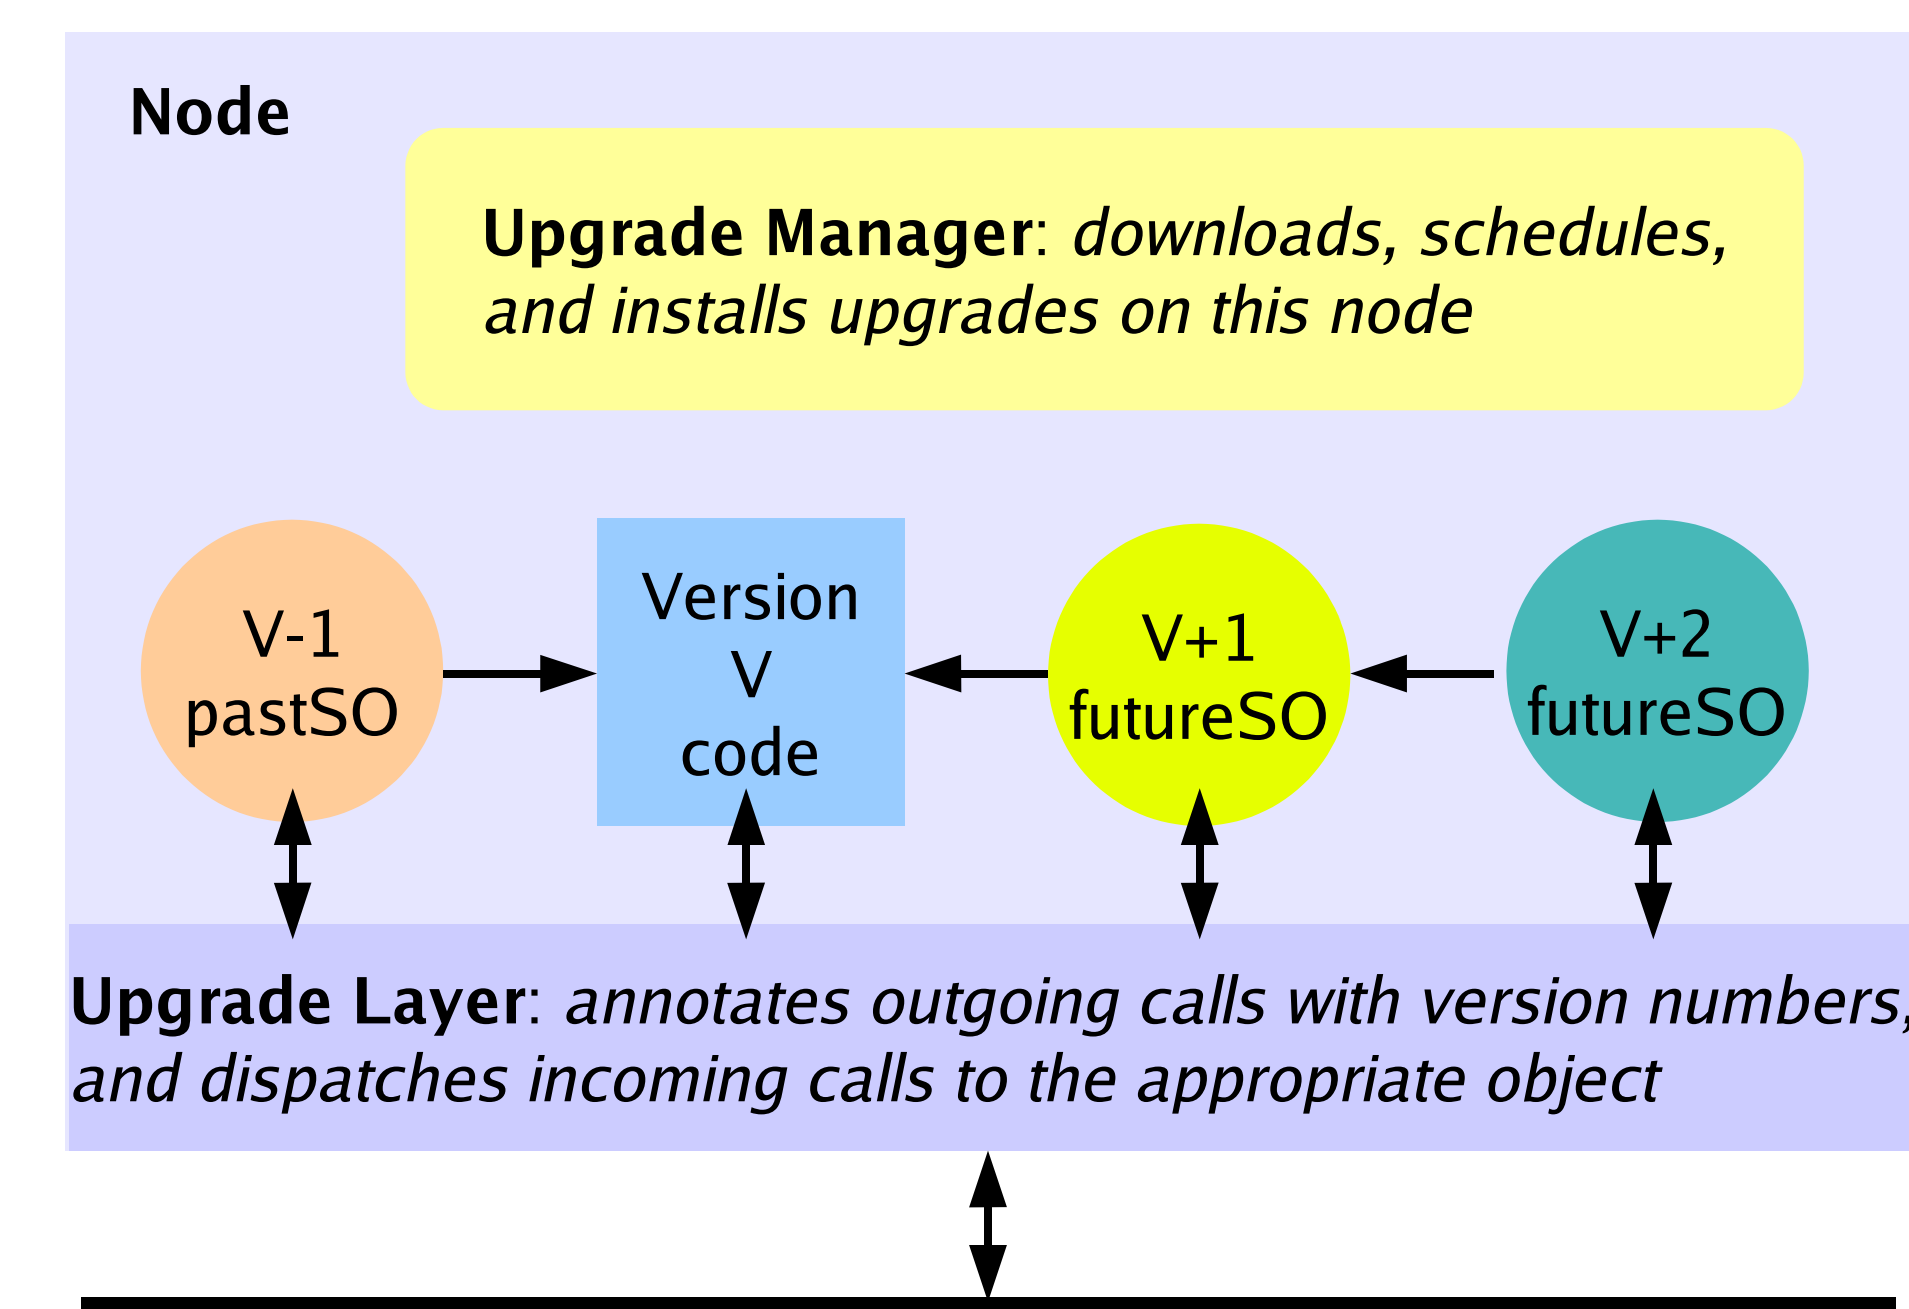 Node
Upgrade Manager: downloads, schedules,
and installs upgrades on this node
V-1
pastSO
Version
V
code
V+1
futureSO
V+2
futureSO
Upgrade Layer: annotates outgoing calls with version numbers,
and dispatches incoming calls to the appropriate object